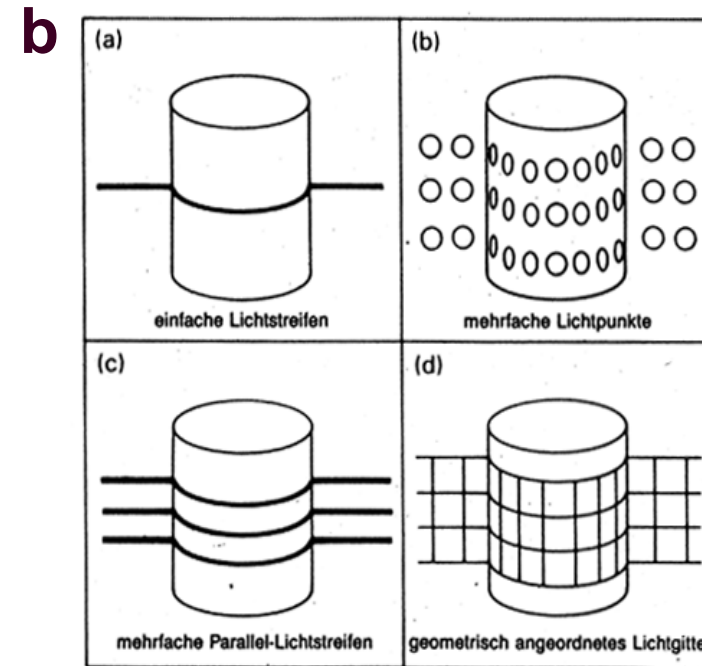 b
(a)
(b)
einfache Lichtstreifen
mehrfache Lichtpunkte
(c)
(d)
mehrfache Parallel-Lichtstreifen
geometrisch angeordnetes Lichtgitte